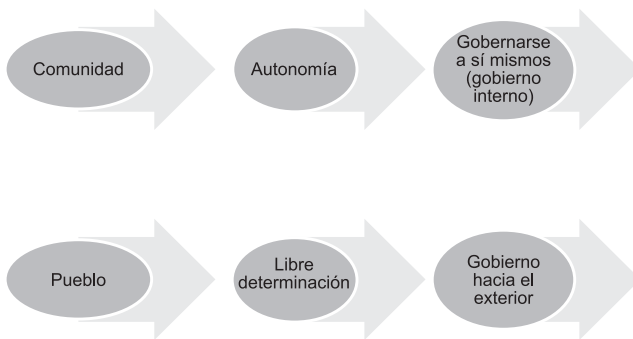 Comunidad
Autonomía
Gobernarse
a sí mismos
(gobierno
interno)
Pueblo
Libre
determinación
Gobierno
hacia el
exterior